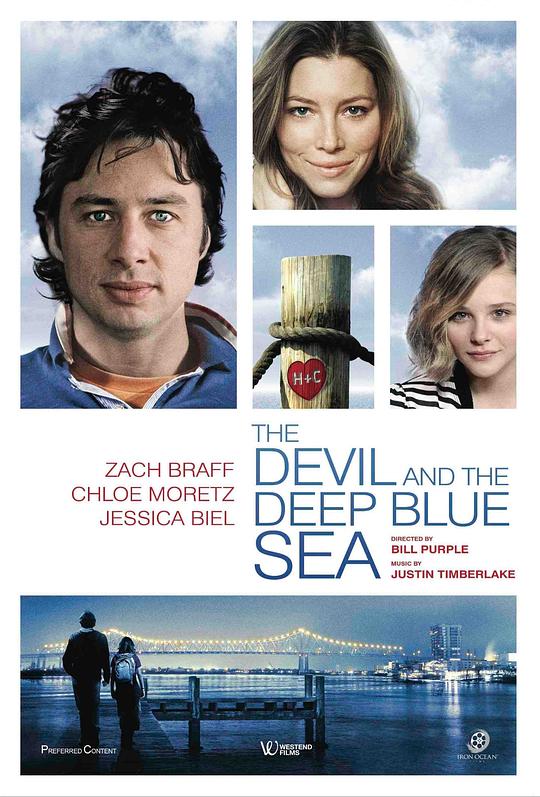 H+C
ZACH BRAFF
CHLOE MORETZ
JESSICA BIEL
THE
DEVIL AND THE
DEEP BLUE
SEA
DIRECTED BY
BILL PURPLE
MUSIC BY
JUSTIN TIMBERLAKE
PREFERRED CONTENT
WESTEND
FILMS
IRON OCEAN